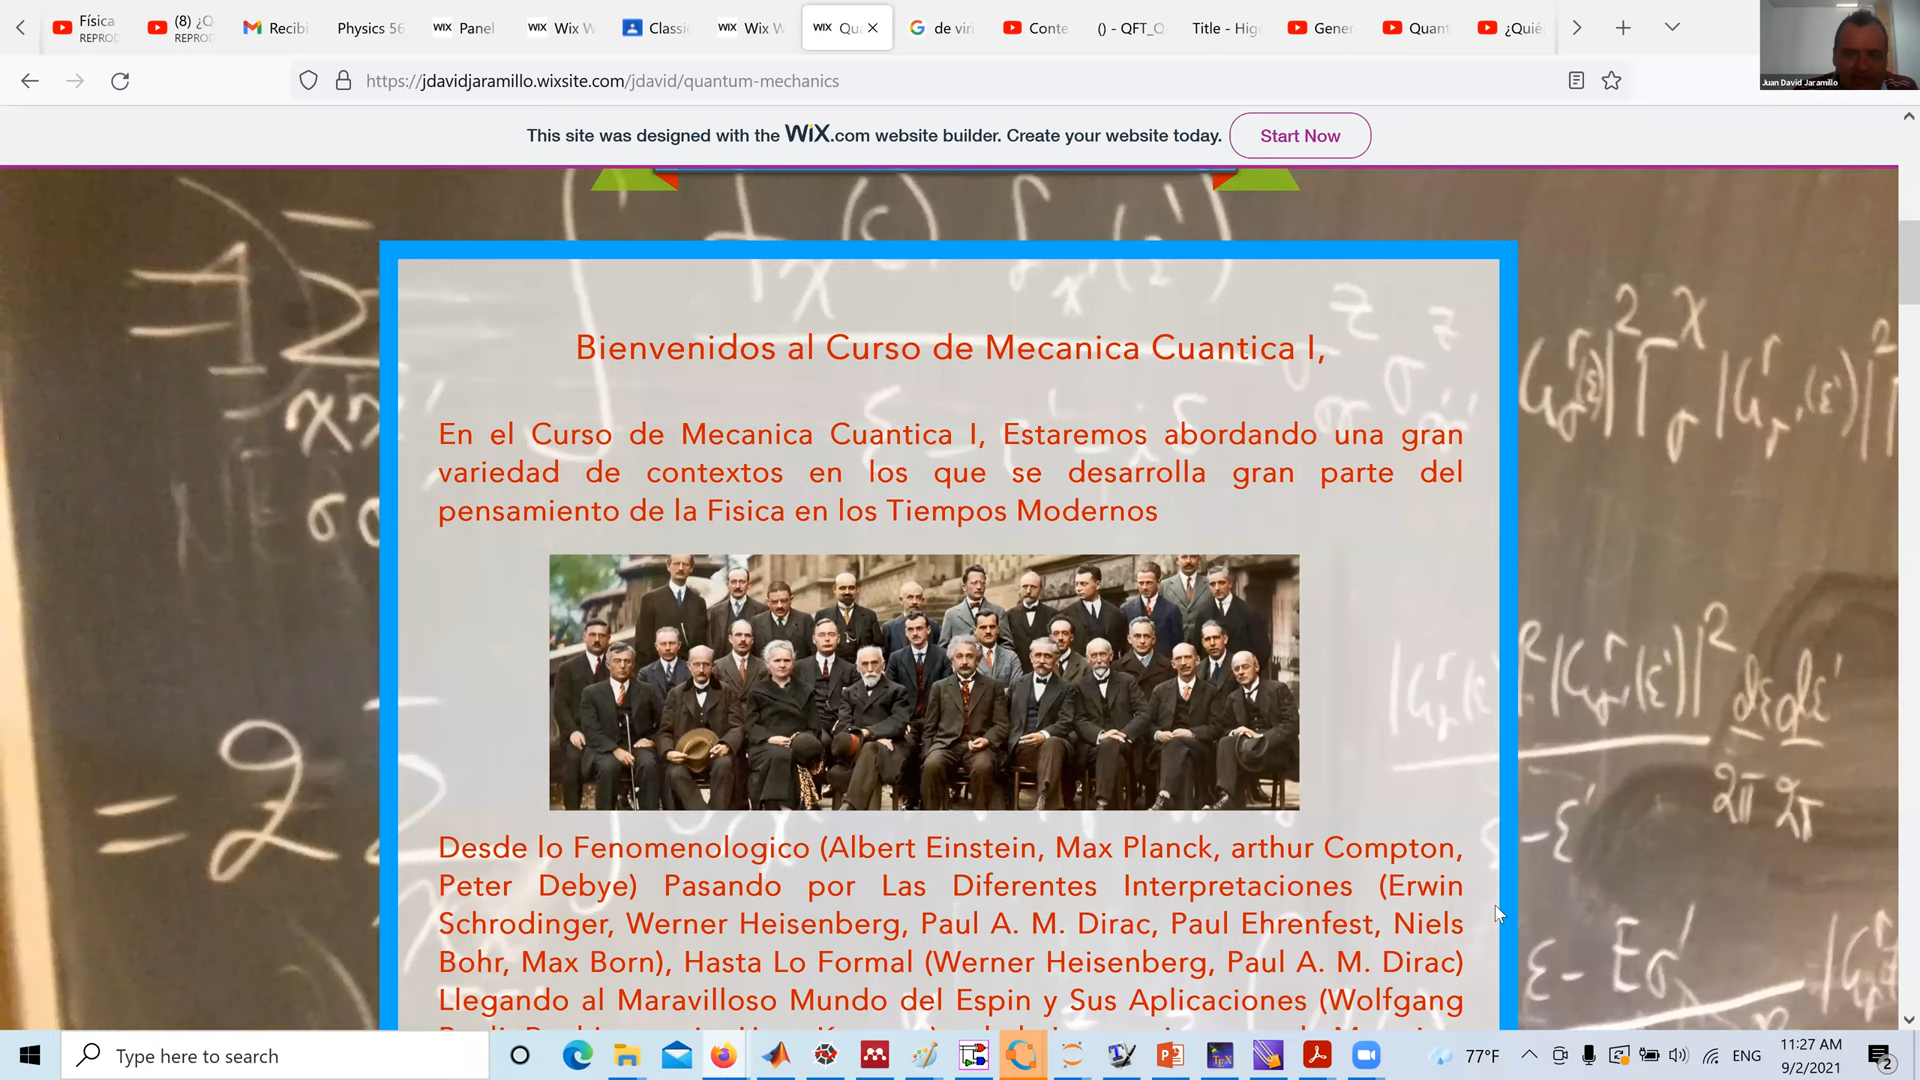 Física
REPROD
(8) ¿Q
REPROD
Recibi
Physics 56
WIX Panel
WIX Wix W
Classi
WIX Wix W
WIX Qua
de viri
Conte
() - QFT_Q
Title - Hig
Gener
Quant
¿Quié
https://jdavidjaramillo.wixsite.com/jdavid/quantum-mechanics
Juan David Jaramillo
This site was designed with the WiX.com website builder. Create your website today.
Start Now
Bienvenidos al Curso de Mecanica Cuantica I,
En el Curso de Mecanica Cuantica I, Estaremos abordando una gran
variedad de contextos en los que se desarrolla gran parte del
pensamiento de la Fisica en los Tiempos Modernos
Desde lo Fenomenologico (Albert Einstein, Max Planck, arthur Compton,
Peter Debye) Pasando por Las Diferentes Interpretaciones (Erwin
Schrodinger, Werner Heisenberg, Paul A. M. Dirac, Paul Ehrenfest, Niels
Bohr, Max Born), Hasta Lo Formal (Werner Heisenberg, Paul A. M. Dirac)
Llegando al Maravilloso Mundo del Espin y Sus Aplicaciones (Wolfgang
Type here to search
77°F
ENG
11:27 AM
9/2/2021
2